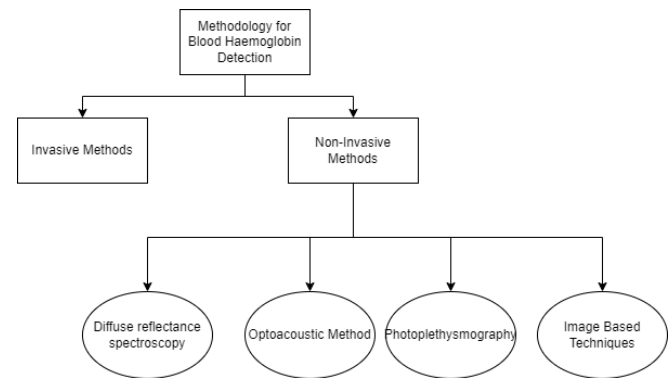 Methodology for
Blood Haemoglobin
Detection
Invasive Methods
Non-Invasive
Methods
Diffuse reflectance
spectroscopy
Optoacoustic Method
Photoplethysmography
Image Based
Techniques